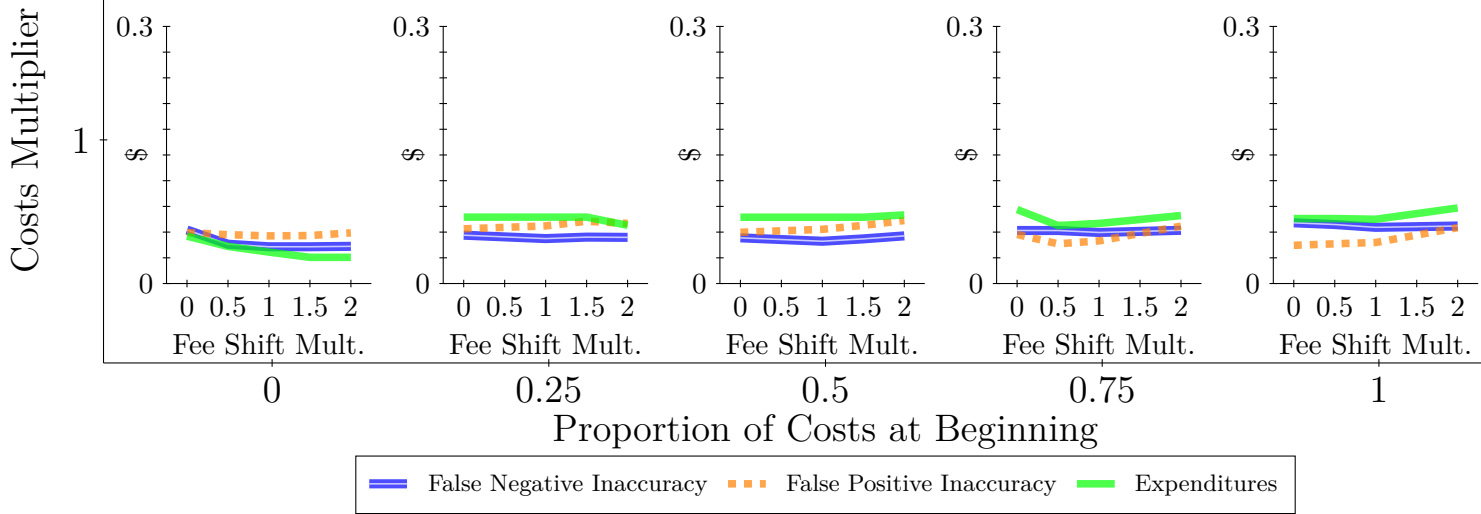 Costs Multiplier
1
0.3 0.3 0.3 0.3 0.3
$ $ $ $ $
0 0 0 0 0
0 0.5 1 1.5 2 0 0.5 1 1.5 2 0 0.5 1 1.5 2 0 0.5 1 1.5 2 0 0.5 1 1.5 2
Fee Shift Mult. Fee Shift Mult. Fee Shift Mult. Fee Shift Mult. Fee Shift Mult.
0 0.25 0.5 0.75 1
Proportion of Costs at Beginning
False Negative Inaccuracy False Positive Inaccuracy Expenditures